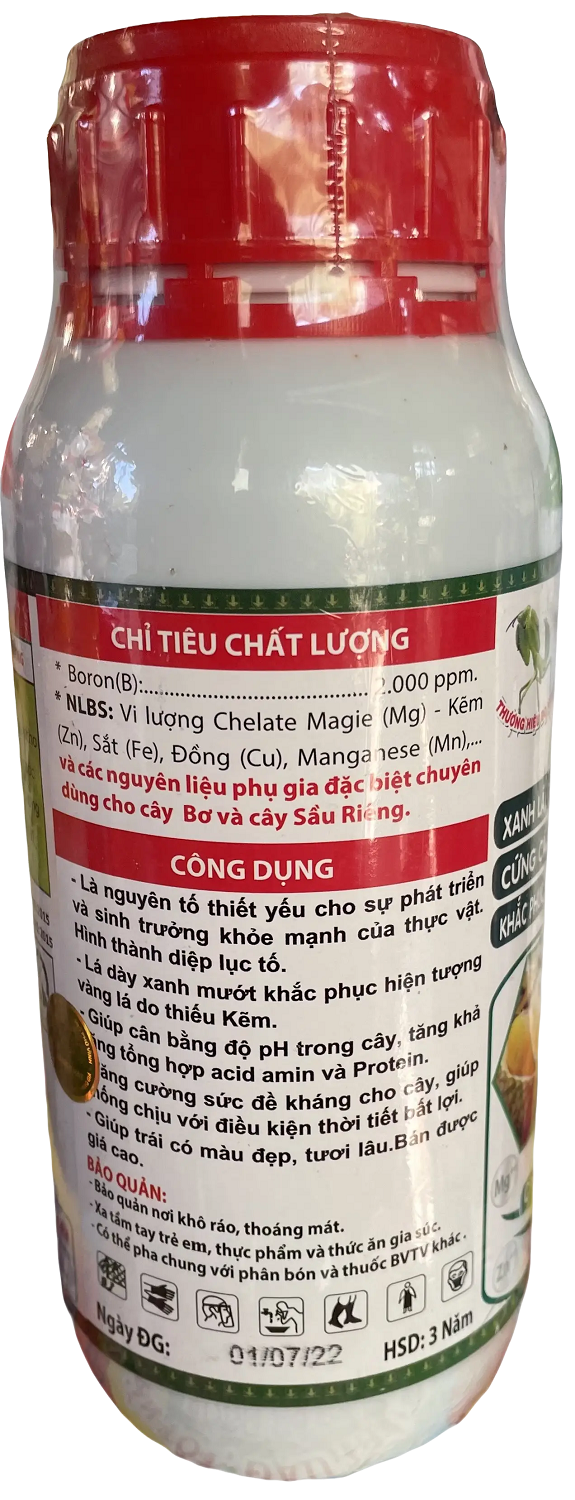 CHỈ TIÊU CHẤT LƯỢNG
* Boron(B):........................................ 2.000 ppm.
* NLBS: Vi lượng Chelate Magie (Mg) - Kẽm
(Zn), Sắt (Fe), Đồng (Cu), Manganese (Mn),...
và các nguyên liệu phụ gia đặc biệt chuyên
dùng cho cây Bơ và cây Sầu Riêng.
CÔNG DỤNG
- Là nguyên tố thiết yếu cho sự phát triển
và sinh trưởng khỏe mạnh của thực vật.
Hình thành diệp lục tố.
- Lá dày xanh mướt khắc phục hiện tượng
vàng lá do thiếu Kẽm.
- Giúp cân bằng độ pH trong cây, tăng khả
tổng hợp acid amin và Protein.
cường sức đề kháng cho cây, giúp
chịu với điều kiện thời tiết bất lợi.
- Giúp trái có màu đẹp, tươi lâu.Bán được
giá cao.
BẢO QUẢN:
- Bảo quản nơi khô ráo, thoáng mát.
- Xa tầm tay trẻ em, thực phẩm và thức ăn gia súc.
- Có thể pha chung với phân bón và thuốc BVTV khác.
Ngày ĐG: 01/07/22 HSD: 3 Năm
THƯƠNG HIỆU
XANH LÁ
CỨNG
KHẮC
Mg